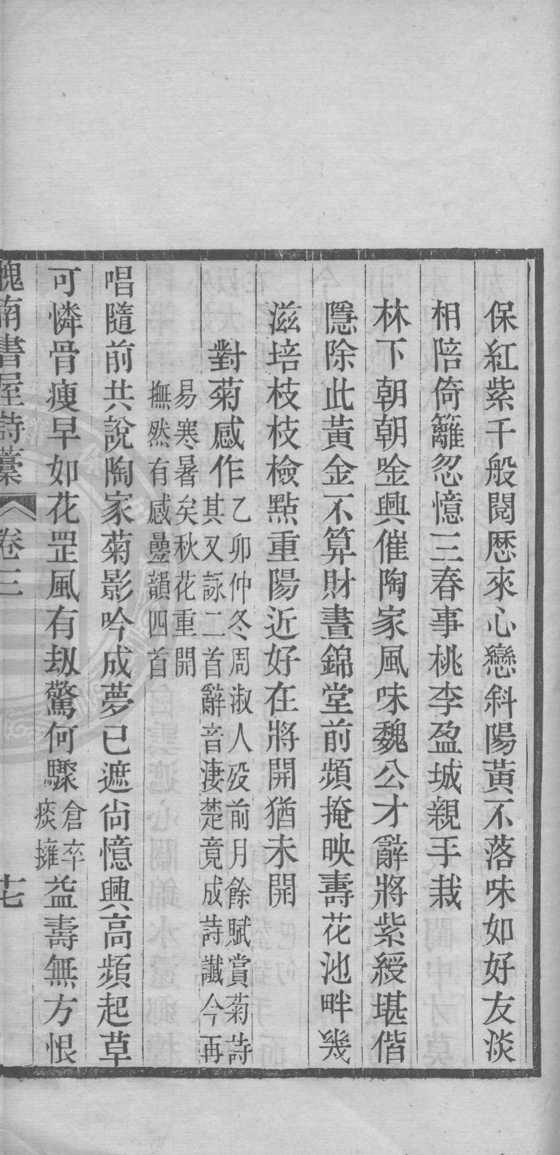 保紅紫千般閱歷來心戀斜陽黃不落味如好友淡
相陪倚籬忽憶三春事桃李盈城親手栽
林下朝朝唫興催陶家風味魏公才辭將紫綬堪偕
隱除此黃金不算財晝錦堂前頻掩映壽花池畔幾
滋培枝枝檢點重陽近好在將開猶未開
對菊感作
乙卯仲冬周淑人歿前月餘賦賞菊詩
其又詠二首辭音淒楚竟成詩讖今再
易寒暑矣秋花重開
撫然有感疊韻四首
唱隨前共說陶家菊影吟成夢已遮尙憶興高頻起草
可憐骨瘦早如花罡風有劫驚何驟
倉卒
痰擁
益壽無方恨
槐南書屋詩藁
卷三
十七